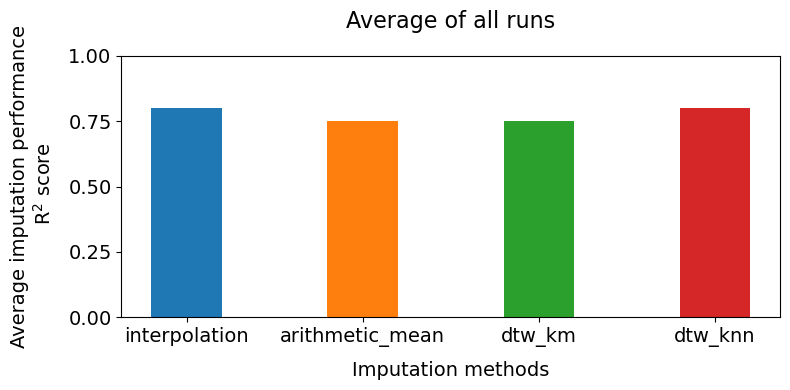 Average of all runs
Average imputation performance
R² score
1.00
0.75
0.50
0.25
0.00
interpolation arithmetic_mean dtw_km dtw_knn
Imputation methods